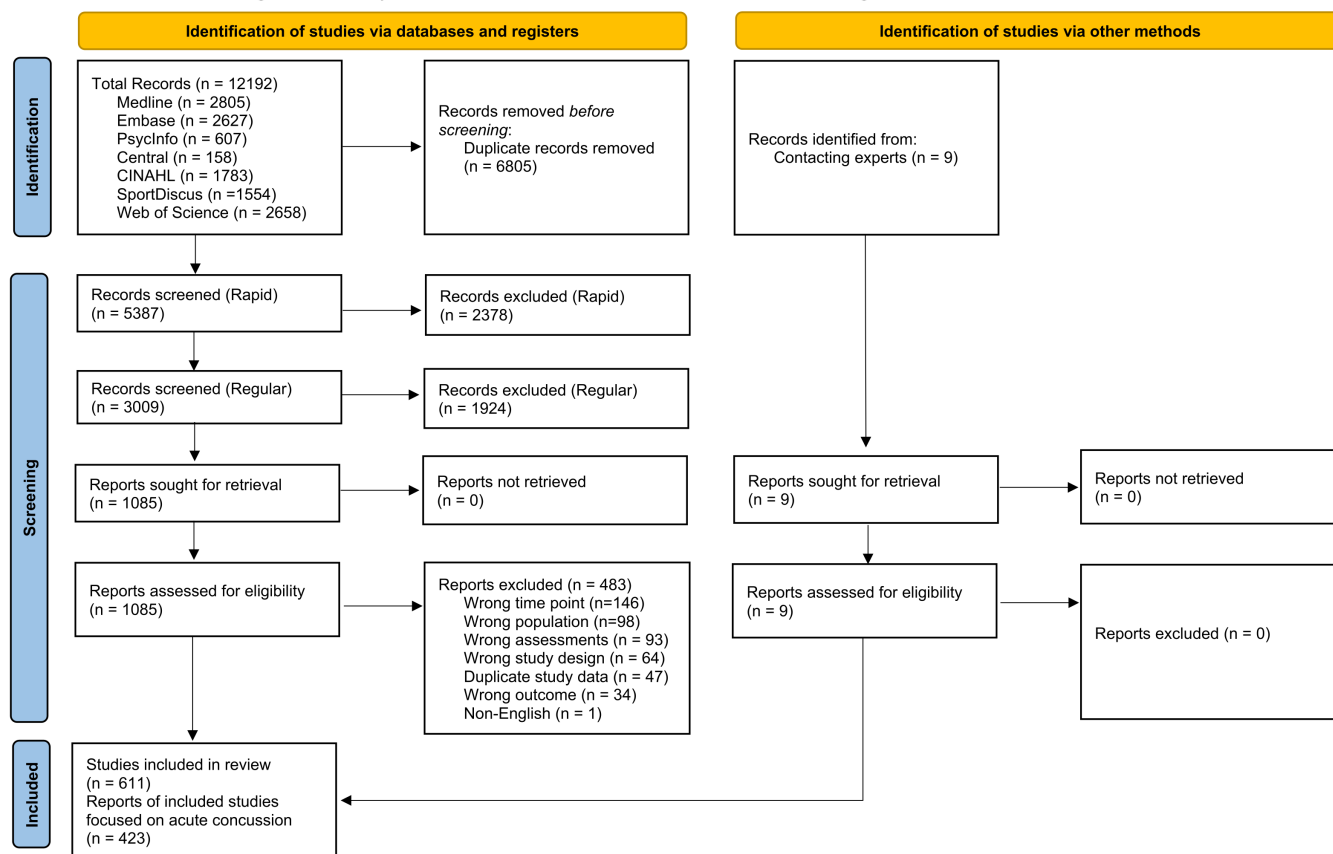 Identification of studies via databases and registers
Identification of studies via other methods
Identification
Total Records (n = 12192)
Medline (n = 2805)
Embase (n = 2627)
PsycInfo (n = 607)
Central (n = 158)
CINAHL (n = 1783)
SportDiscus (n =1554)
Web of Science (n = 2658)
Records removed before
screening:
Duplicate records removed
(n = 6805)
Records identified from:
Contacting experts (n = 9)
Screening
Records screened (Rapid)
(n = 5387)
Records excluded (Rapid)
(n = 2378)
Records screened (Regular)
(n = 3009)
Records excluded (Regular)
(n = 1924)
Reports sought for retrieval
(n = 1085)
Reports not retrieved
(n = 0)
Reports sought for retrieval
(n = 9)
Reports not retrieved
(n = 0)
Reports assessed for eligibility
(n = 1085)
Reports excluded (n = 483)
Wrong time point (n=146)
Wrong population (n=98)
Wrong assessments (n = 93)
Wrong study design (n = 64)
Duplicate study data (n = 47)
Wrong outcome (n = 34)
Non-English (n = 1)
Reports assessed for eligibility
(n = 9)
Reports excluded (n = 0)
Included
Studies included in review
(n = 611)
Reports of included studies
focused on acute concussion
(n = 423)